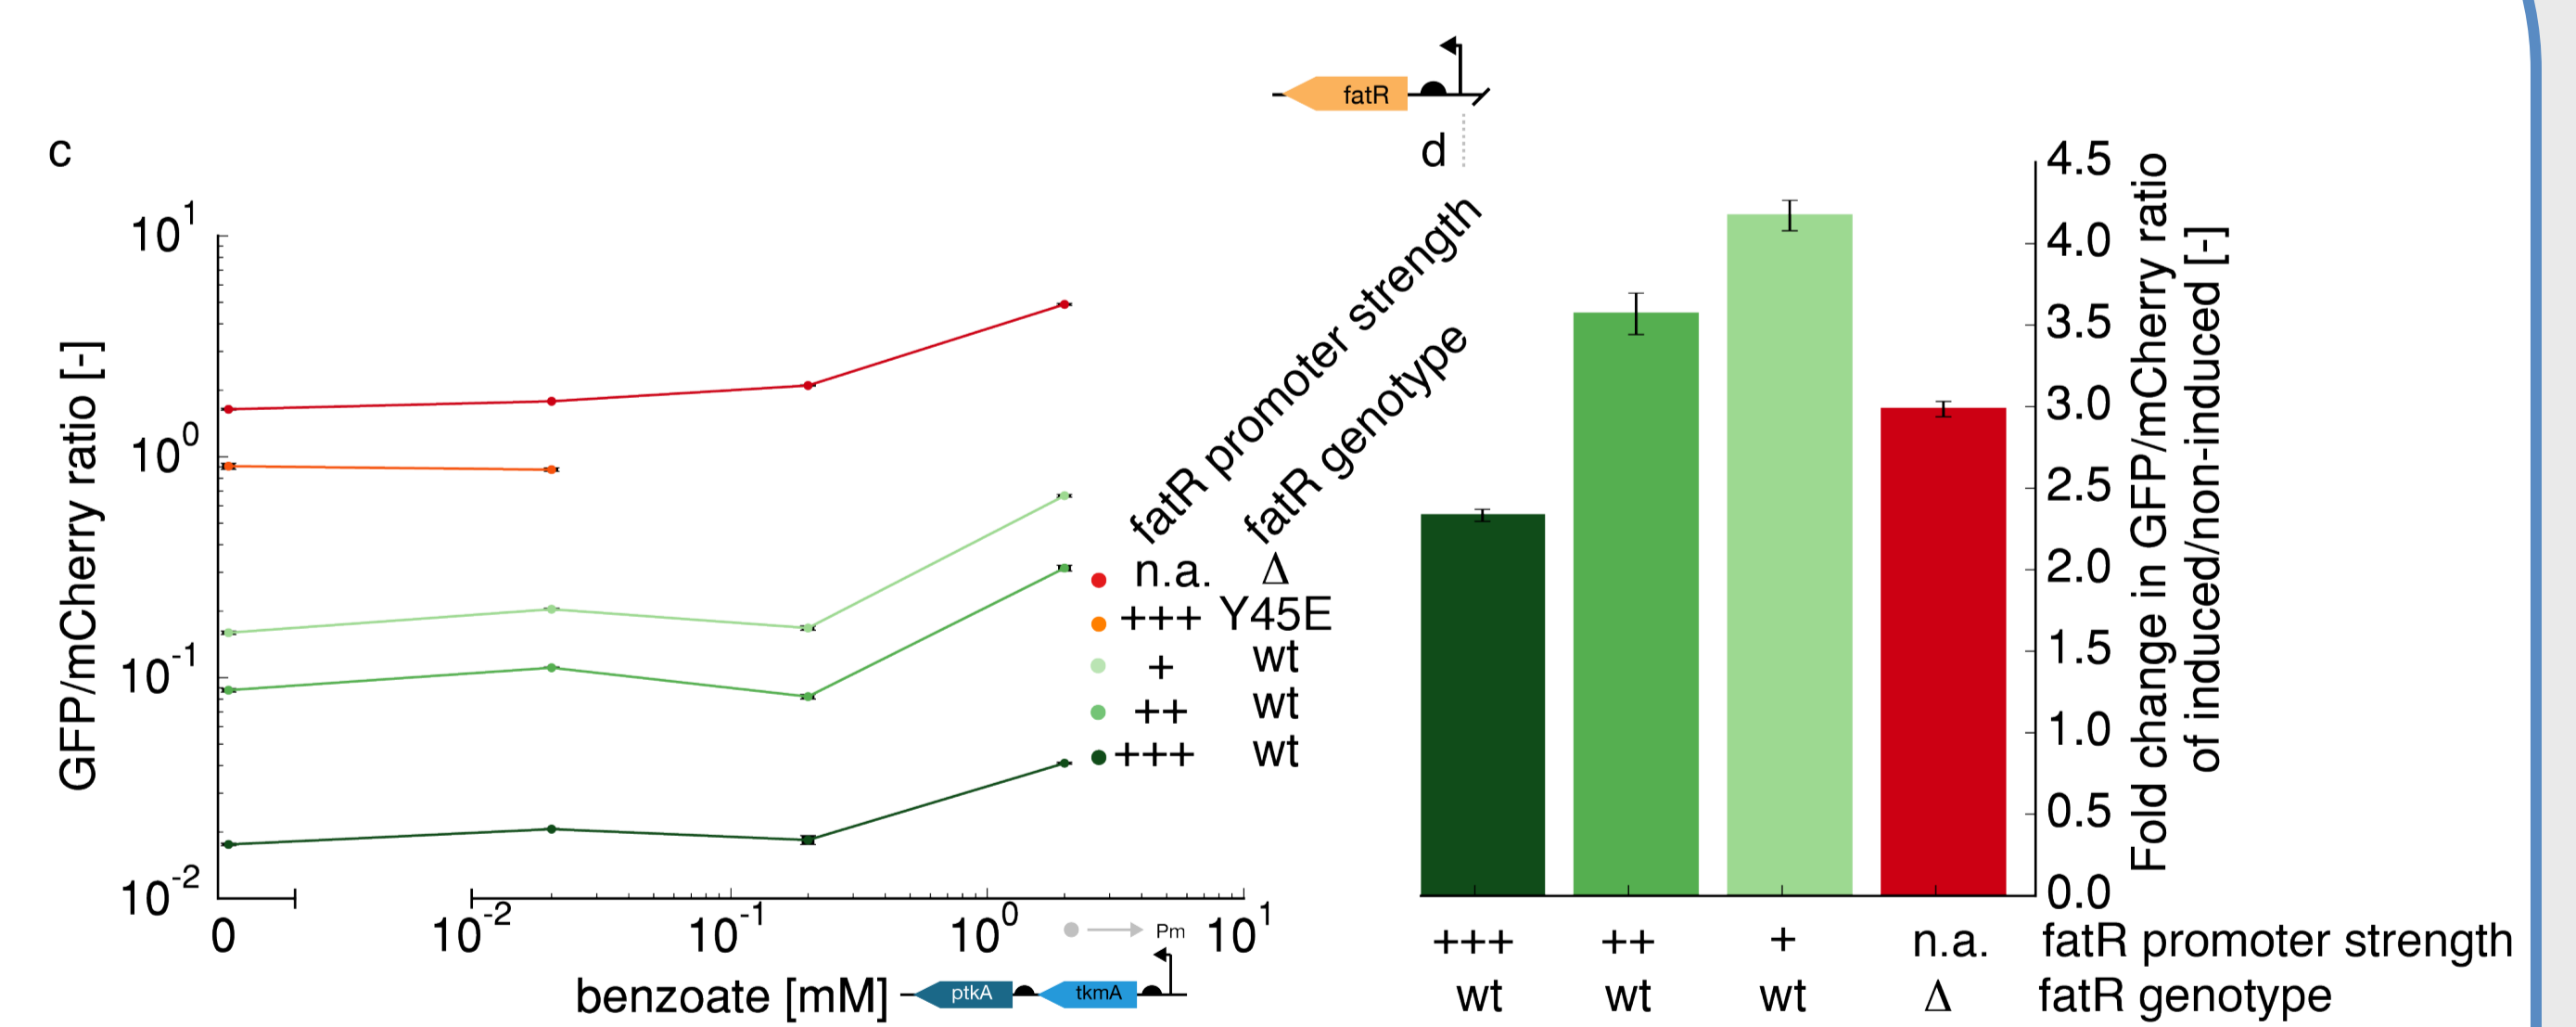 fatR
c
d
10^1
10^0
10^-1
10^-2
GFP/mCherry ratio [-]
0
10^-2
10^-1
10^0
10^1
Pm
benzoate [mM]
ptkA
tkmA
fatR promoter strength
fatR genotype
n.a. Δ
+++ Y45E
+ wt
++ wt
+++ wt
4.5
4.0
3.5
3.0
2.5
2.0
1.5
1.0
0.5
0.0
Fold change in GFP/mCherry ratio
of induced/non-induced [-]
+++ ++ + n.a. fatR promoter strength
wt wt wt Δ fatR genotype